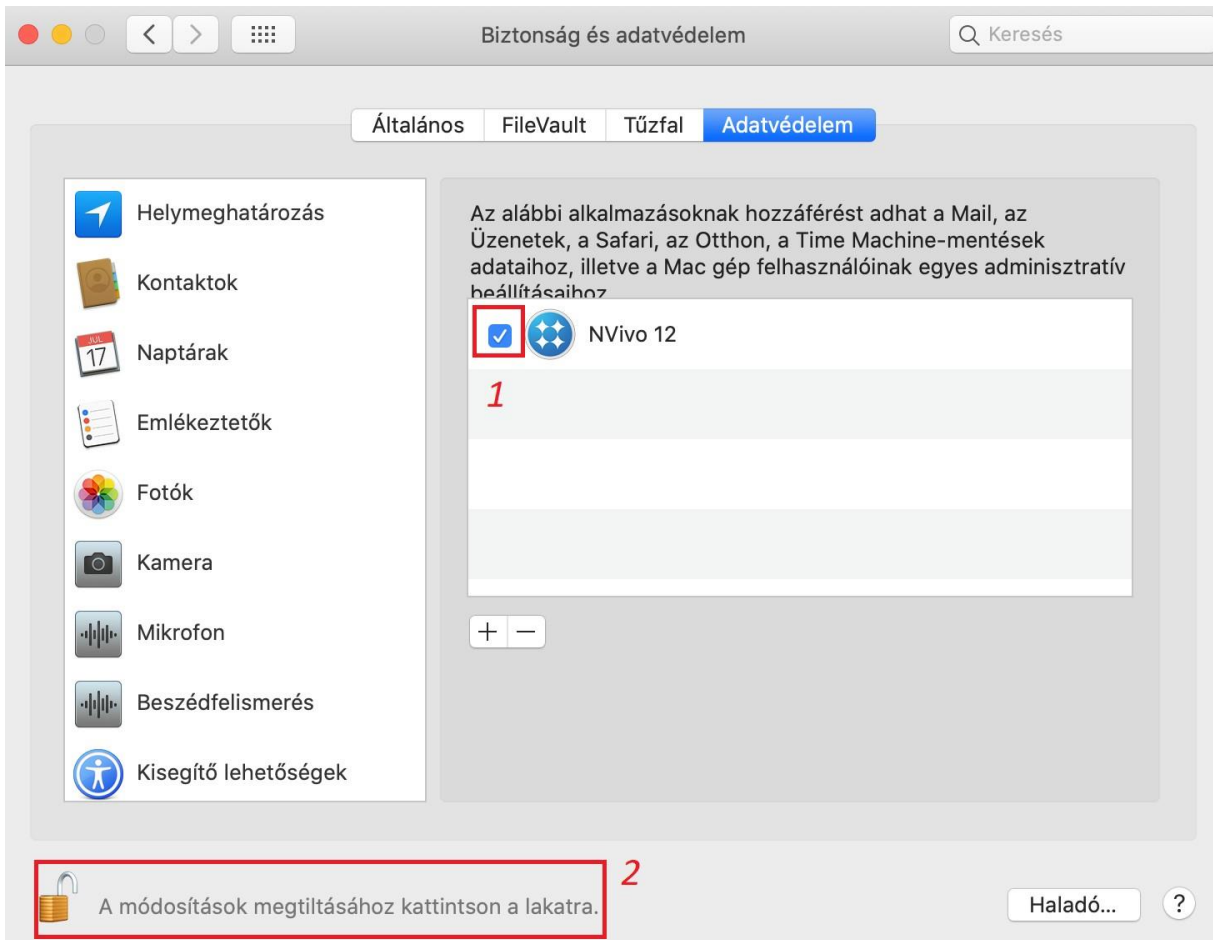 Biztonság és adatvédelem
Keresés
Általános
FileVault
Tűzfal
Adatvédelem
Helymeghatározás
Kontaktok
JUL
17
Naptárak
Emlékeztetők
Fotók
Kamera
Mikrofon
Beszédfelismerés
Kisegítő lehetőségek
Az alábbi alkalmazásoknak hozzáférést adhat a Mail, az
Üzenetek, a Safari, az Otthon, a Time Machine-mentések
adataihoz, illetve a Mac gép felhasználóinak egyes adminisztratív
beállításaihoz
NVivo 12
1
+ −
A módosítások megtiltásához kattintson a lakatra.
2
Haladó...
?